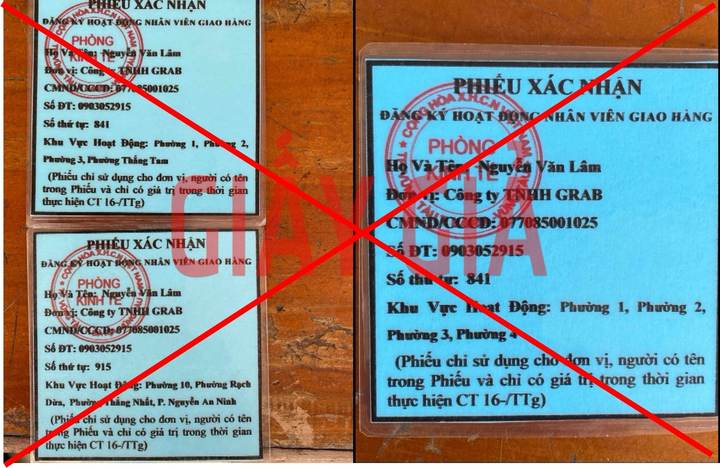 PHIẾU XÁC NHẬN
ĐĂNG KÝ HOẠT ĐỘNG NHÂN VIÊN GIAO HÀNG
Họ Và Tên: Nguyễn Văn Lâm
Đơn vị: Công ty TNHH GRAB
CMND/CCCD: 077085001025
Số ĐT: 0903052915
Số thứ tự: 841
Khu Vực Hoạt Động: Phường 1, Phường 2,
Phường 3, Phường Thắng Tam
(Phiếu chỉ sử dụng cho đơn vị, người có tên
trong Phiếu và chỉ có giá trị trong thời gian
thực hiện CT 16-/TTg)
PHÒNG
KINH TẾ
PHIẾU XÁC NHẬN
ĐĂNG KÝ HOẠT ĐỘNG NHÂN VIÊN GIAO HÀNG
Họ Và Tên: Nguyễn Văn Lâm
Đơn vị: Công ty TNHH GRAB
CMND/CCCD: 077085001025
Số ĐT: 0903052915
Số thứ tự: 915
Khu Vực Hoạt Động: Phường 10, Phường Rạch
Dừa, Phường Thắng Nhất, P. Nguyễn An Ninh
(Phiếu chỉ sử dụng cho đơn vị, người có tên
trong Phiếu và chỉ có giá trị trong thời gian
thực hiện CT 16-/TTg)
PHÒNG
KINH TẾ
PHIẾU XÁC NHẬN
ĐĂNG KÝ HOẠT ĐỘNG NHÂN VIÊN GIAO HÀNG
Họ Và Tên: Nguyễn Văn Lâm
Đơn vị: Công ty TNHH GRAB
CMND/CCCD: 077085001025
Số ĐT: 0903052915
Số thứ tự: 841
Khu Vực Hoạt Động: Phường 1, Phường 2,
Phường 3, Phường 4
(Phiếu chỉ sử dụng cho đơn vị, người có tên
trong Phiếu và chỉ có giá trị trong thời gian
thực hiện CT 16-/TTg)
PHÒNG
KINH TẾ
GIẤY GIẢ